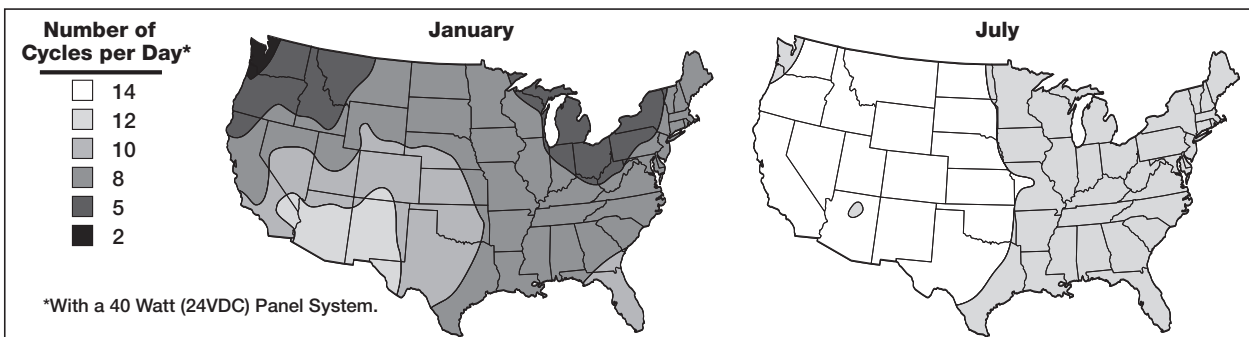 Number of
Cycles per Day*
14
12
10
8
5
2
January
July
*With a 40 Watt (24VDC) Panel System.